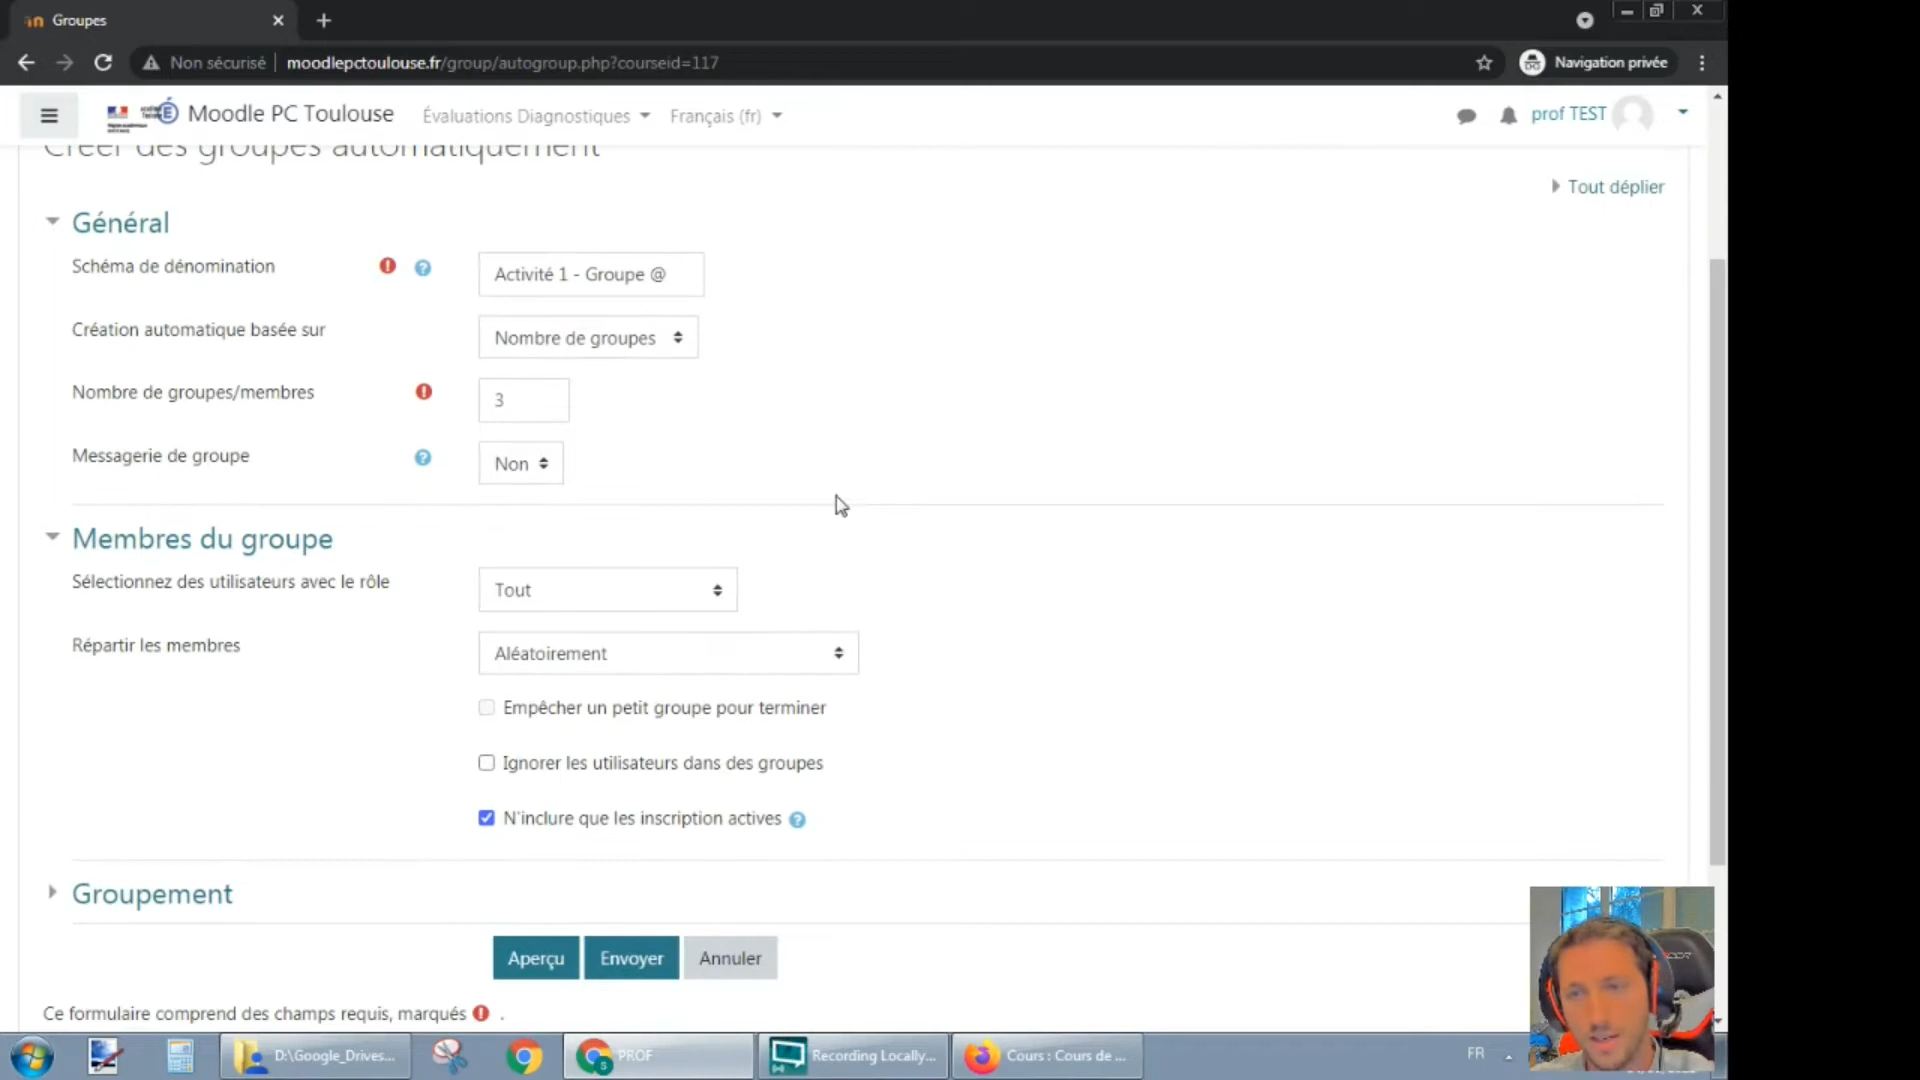 Groupes
Non sécurisé moodlepctoulouse.fr/group/autogroup.php?courseid=117
Navigation privée
Moodle PC Toulouse Évaluations Diagnostiques Français (fr)
prof TEST
Créer des groupes automatiquement
Tout déplier
Général
Schéma de dénomination
Activité 1 - Groupe @
Création automatique basée sur
Nombre de groupes
Nombre de groupes/membres
3
Messagerie de groupe
Non
Membres du groupe
Sélectionnez des utilisateurs avec le rôle
Tout
Répartir les membres
Aléatoirement
Empêcher un petit groupe pour terminer
Ignorer les utilisateurs dans des groupes
N'inclure que les inscription actives
Groupement
Aperçu Envoyer Annuler
Ce formulaire comprend des champs requis, marqués .
D:\Google_Drives...
PROF
Recording Locally...
Cours : Cours de ...
FR